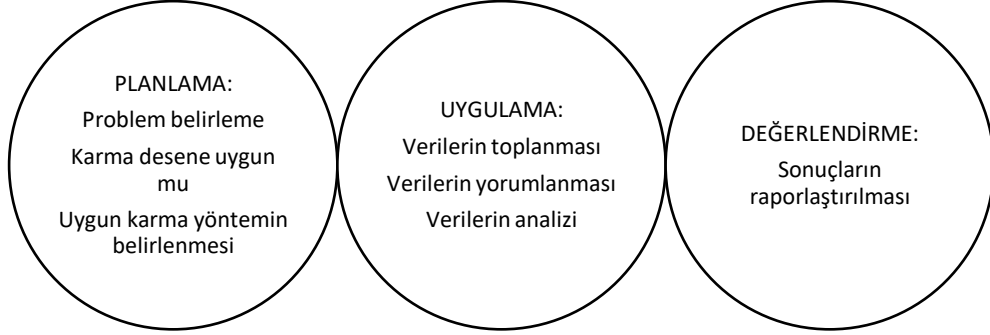 PLANLAMA:
Problem belirleme
Karma desene uygun
mu
Uygun karma yöntemin
belirlenmesi
UYGULAMA:
Verilerin toplanması
Verilerin yorumlanması
Verilerin analizi
DEĞERLENDİRME:
Sonuçların
raporlaştırılması